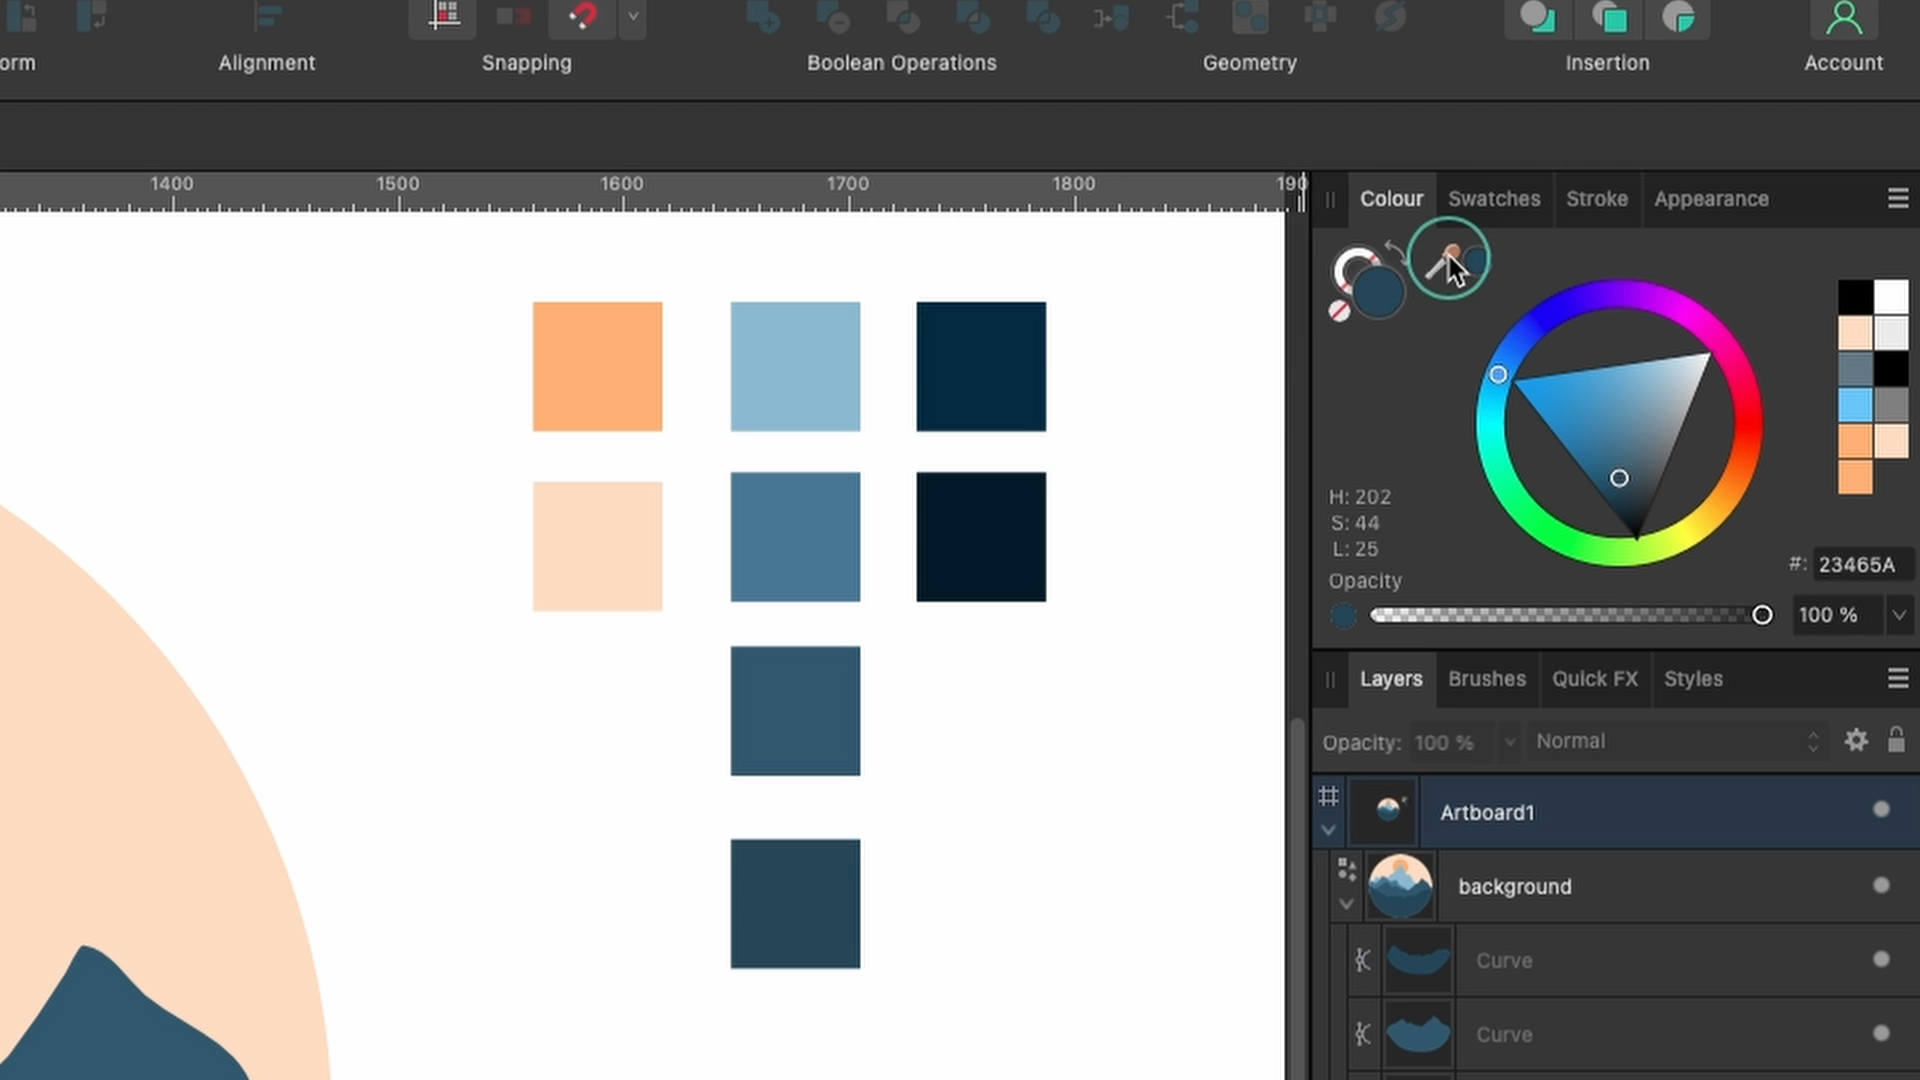 orm
Alignment
Snapping
Boolean Operations
Geometry
Insertion
Account
1400
1500
1600
1700
1800
190
Colour
Swatches
Stroke
Appearance
H: 202
S: 44
L: 25
#: 23465A
Opacity
100 %
Layers
Brushes
Quick FX
Styles
Opacity: 100 %
Normal
Artboard1
background
Curve
Curve